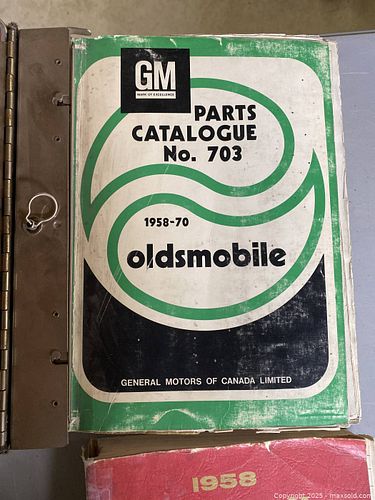 GM
MARK OF EXCELLENCE
PARTS
CATALOGUE
No. 703
1958-70
oldsmobile
GENERAL MOTORS OF CANADA LIMITED
1958
Copyright © 2025 - maxsold.com